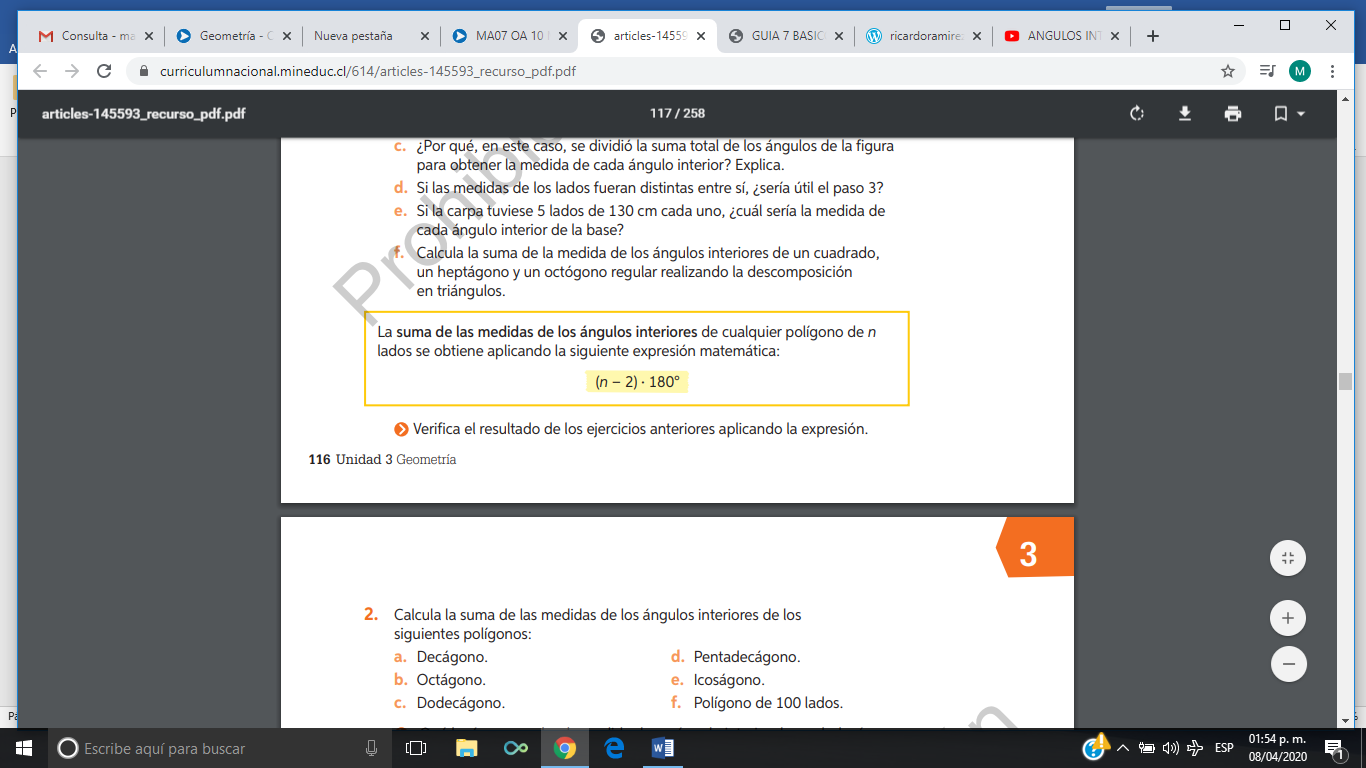 Consulta - ma
Geometría - C
Nueva pestaña
MA07 OA 10
articles-14559
GUIA 7 BASIC
ricardoramire
ANGULOS INT
curriculumnacional.mineduc.cl/614/articles-145593_recurso_pdf.pdf
M
articles-145593_recurso_pdf.pdf
117 / 258
c. ¿Por qué, en este caso, se dividió la suma total de los ángulos de la figura
para obtener la medida de cada ángulo interior? Explica.
d. Si las medidas de los lados fueran distintas entre sí, ¿sería útil el paso 3?
e. Si la carpa tuviese 5 lados de 130 cm cada uno, ¿cuál sería la medida de
cada ángulo interior de la base?
f. Calcula la suma de la medida de los ángulos interiores de un cuadrado,
un heptágono y un octógono regular realizando la descomposición
en triángulos.
La suma de las medidas de los ángulos interiores de cualquier polígono de n
lados se obtiene aplicando la siguiente expresión matemática:
(n − 2) · 180°
Verifica el resultado de los ejercicios anteriores aplicando la expresión.
116 Unidad 3 Geometría
3
2. Calcula la suma de las medidas de los ángulos interiores de los
siguientes polígonos:
a. Decágono.
b. Octágono.
c. Dodecágono.
d. Pentadecágono.
e. Icoságono.
f. Polígono de 100 lados.
Escribe aquí para buscar
ESP
01:54 p. m.
08/04/2020
1